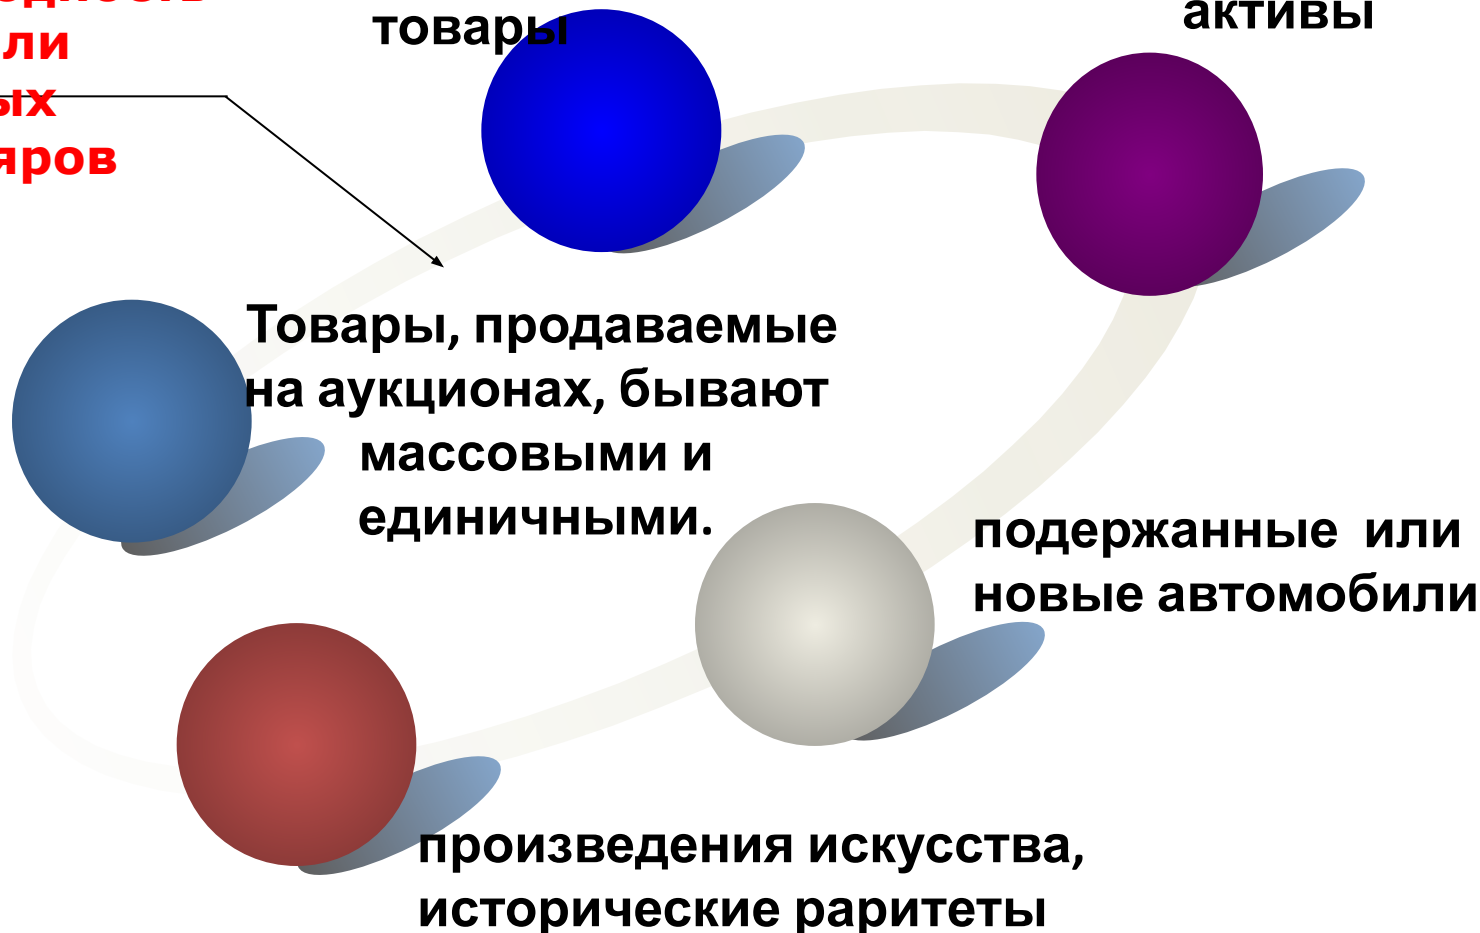 товары
активы
Товары, продаваемые
на аукционах, бывают
массовыми и
единичными.
подержанные или
новые автомобили
произведения искусства,
исторические раритеты